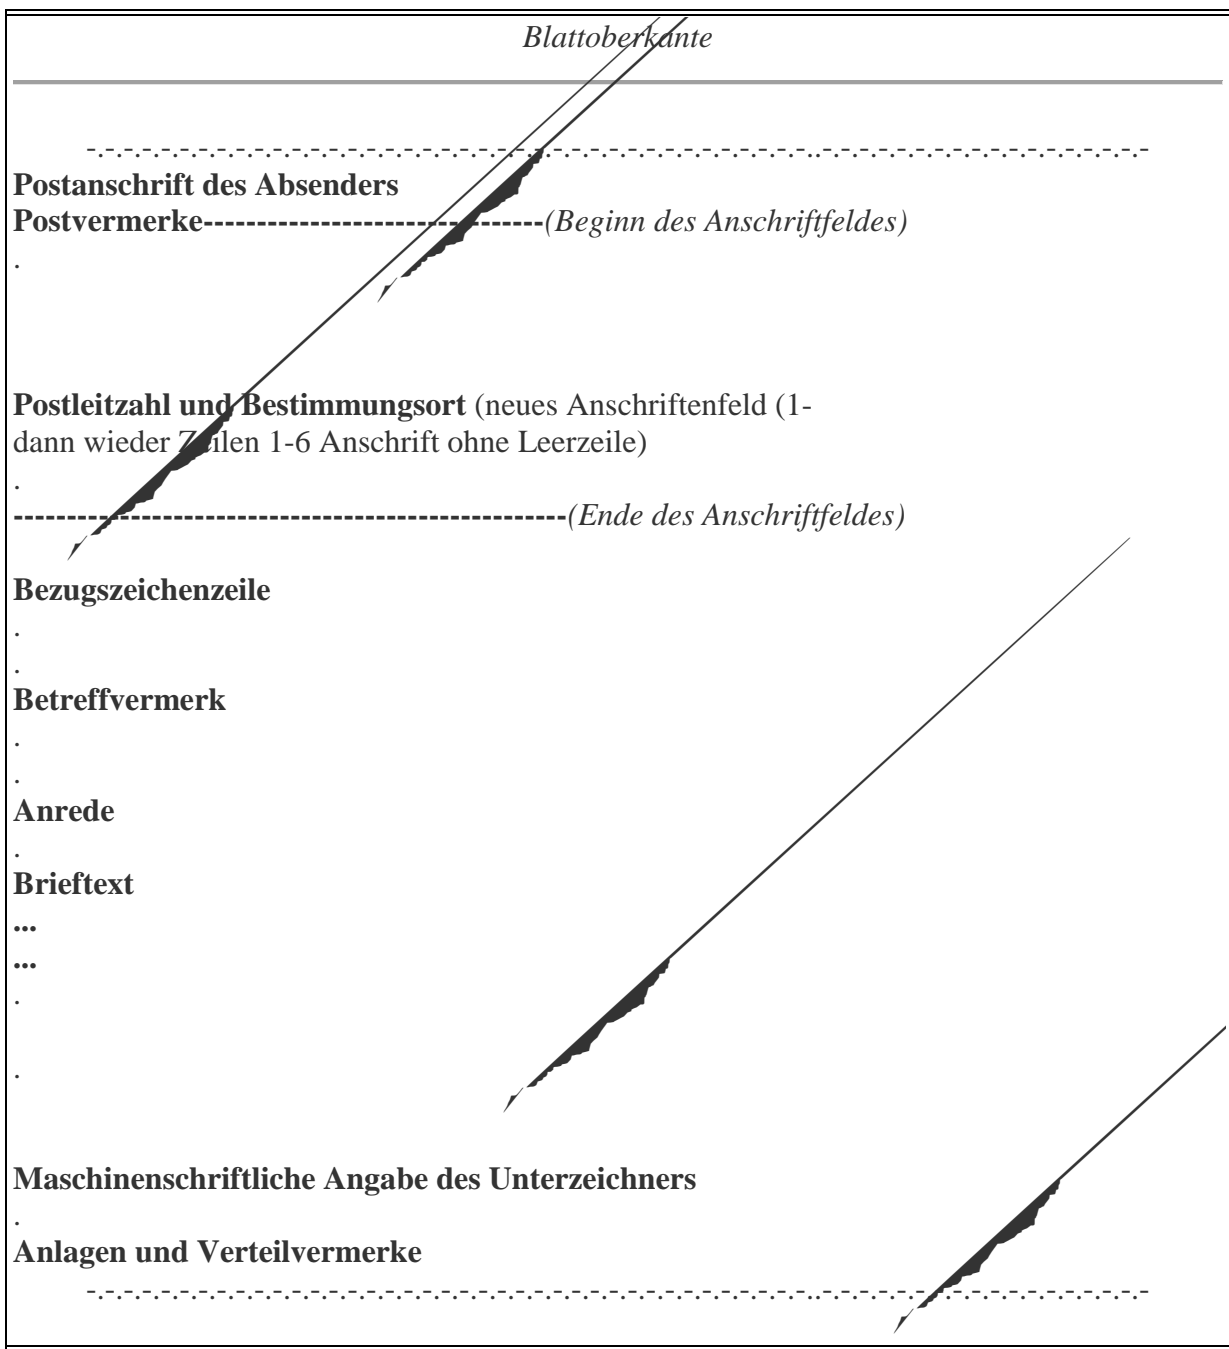 Blattoberkante
-.-.-.-.-.-.-.-.-.-.-.-.-.-.-.-.-.-.-.-.-.-.-.-.-.-.-.-.-.-.-.-.-..-.-.-.-.-.-.-.-.-.-.-
Postanschrift des Absenders
Postvermerke------------------------------(Beginn des Anschriftfeldes)
.
Postleitzahl und Bestimmungsort (neues Anschriftenfeld (1-
dann wieder Zeilen 1-6 Anschrift ohne Leerzeile)
.
-------------------------------------------------(Ende des Anschriftfeldes)
Bezugszeichenzeile
.
.
Betreffvermerk
.
.
Anrede
.
Brieftext
...
...
.
.
Maschinenschriftliche Angabe des Unterzeichners
.
Anlagen und Verteilvermerke
-.-.-.-.-.-.-.-.-.-.-.-.-.-.-.-.-.-.-.-.-.-.-.-.-.-.-.-.-.-.-.-.-..-.-.-.-.-.-.-.-.-.-.-